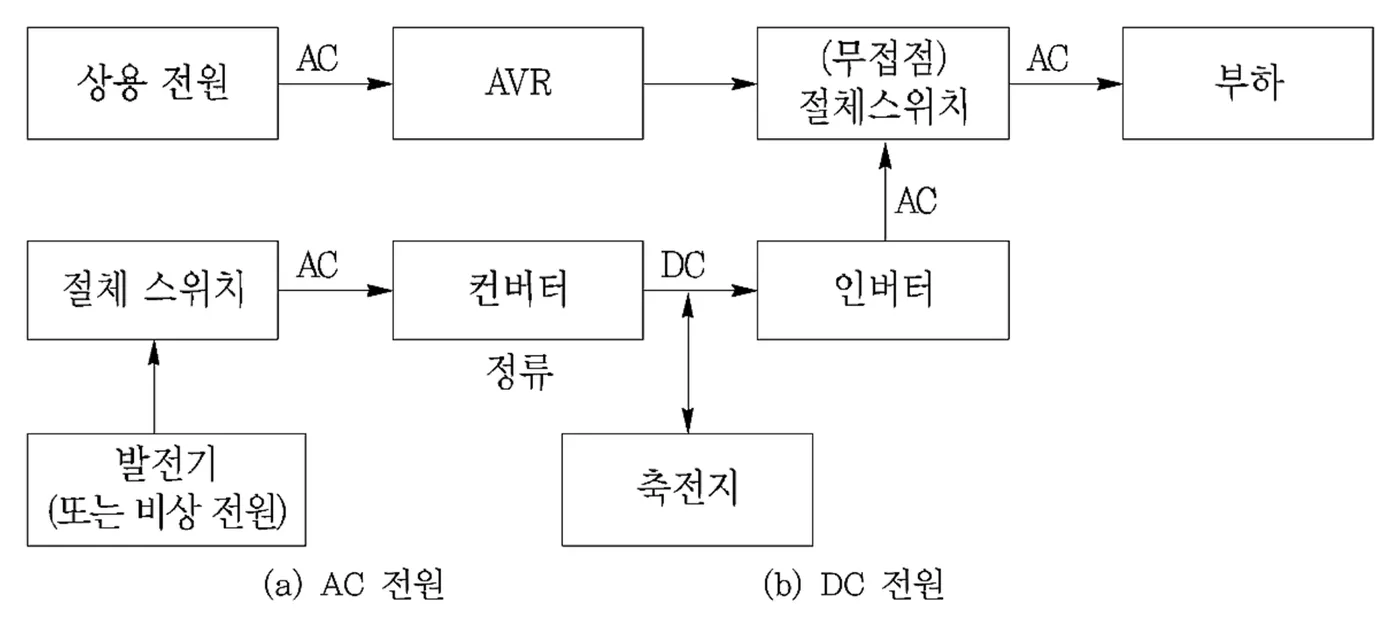 상용 전원
AC
AVR
(무접점)
절체스위치
AC
부하
AC
절체 스위치
AC
컨버터
DC
인버터
정류
발전기
(또는 비상 전원)
축전지
(a) AC 전원
(b) DC 전원